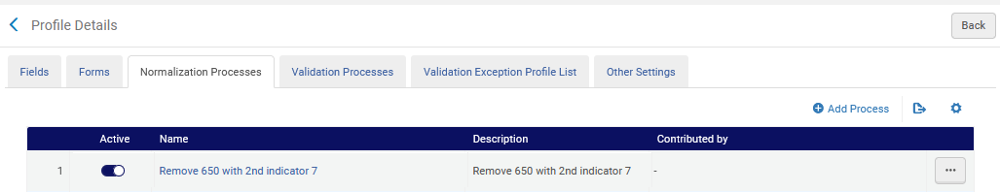 Profile Details
Back
Fields Forms Normalization Processes Validation Processes Validation Exception Profile List Other Settings
Add Process
Active Name Description Contributed by
1 Remove 650 with 2nd indicator 7 Remove 650 with 2nd indicator 7 -